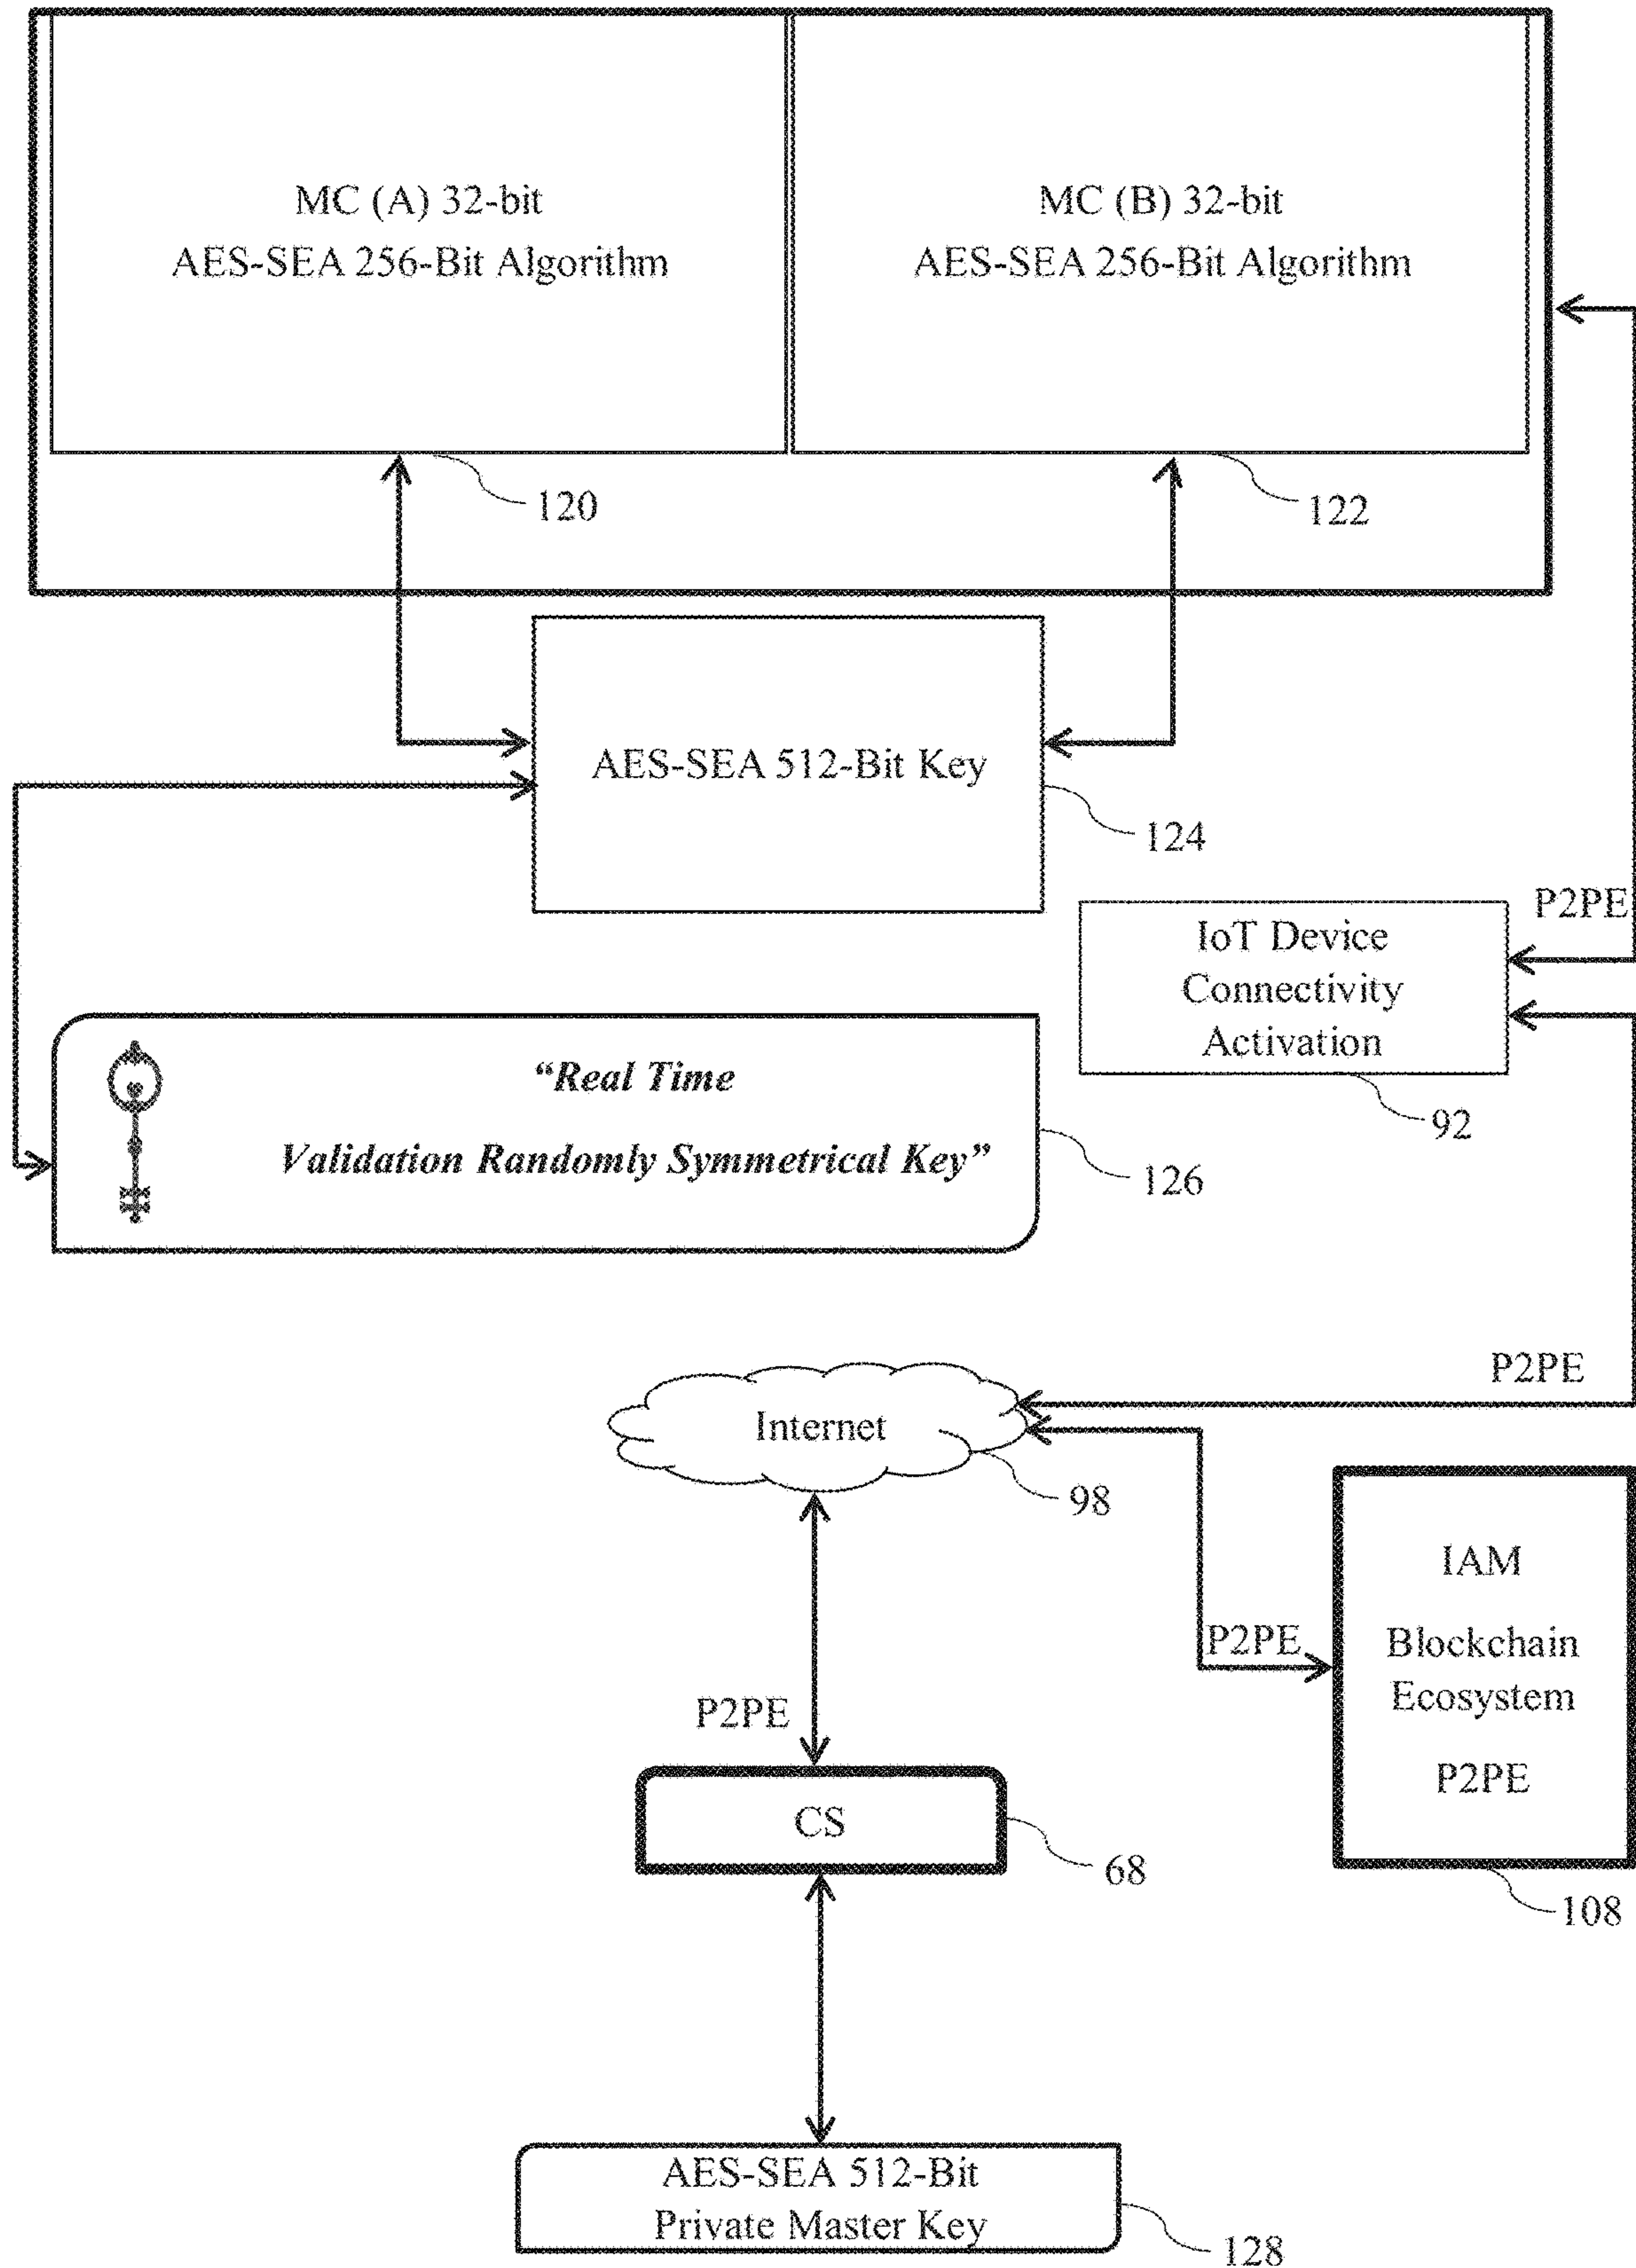 MC (A) 32-bit
AES-SEA 256-Bit Algorithm
MC (B) 32-bit
AES-SEA 256-Bit Algorithm
120
122
AES-SEA 512-Bit Key
124
P2PE
IoT Device
Connectivity
Activation
92
“Real Time
Validation Randomly Symmetrical Key”
126
P2PE
Internet
98
IAM
Blockchain
Ecosystem
P2PE
108
P2PE
P2PE
CS
68
AES-SEA 512-Bit
Private Master Key
128